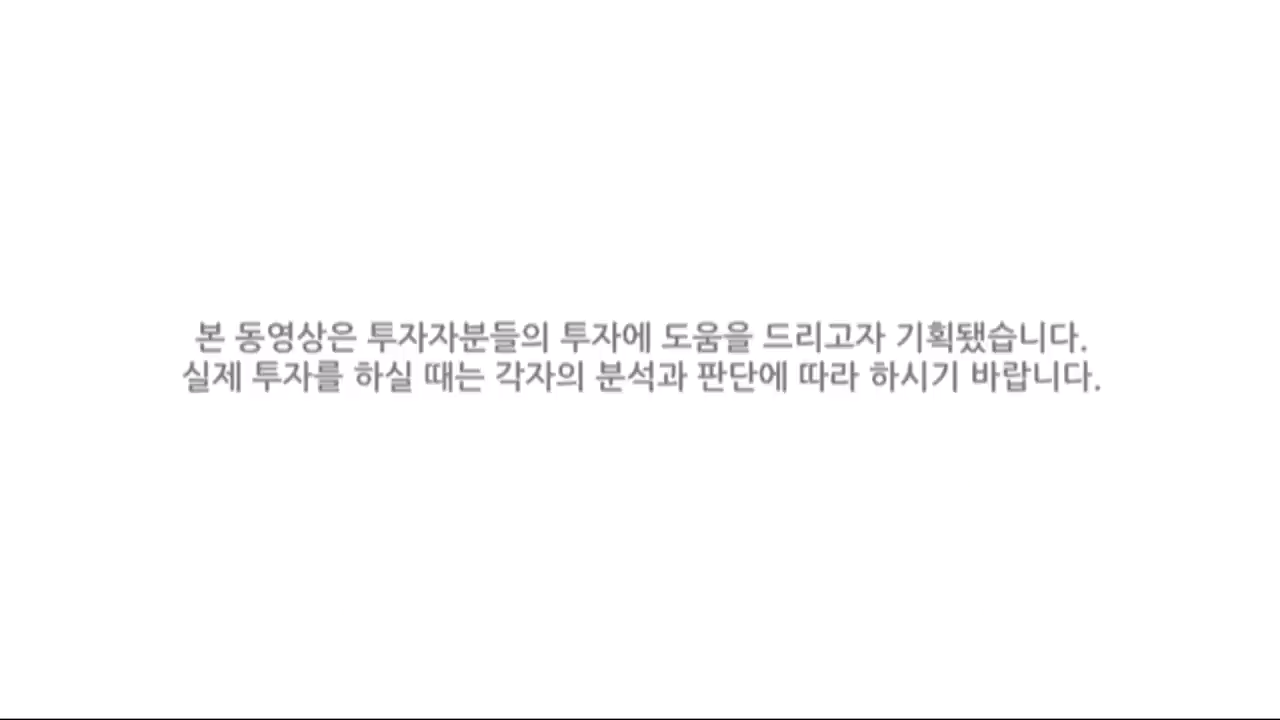 본 동영상은 투자자분들의 투자에 도움을 드리고자 기획됐습니다.
실제 투자를 하실 때는 각자의 분석과 판단에 따라 하시기 바랍니다.